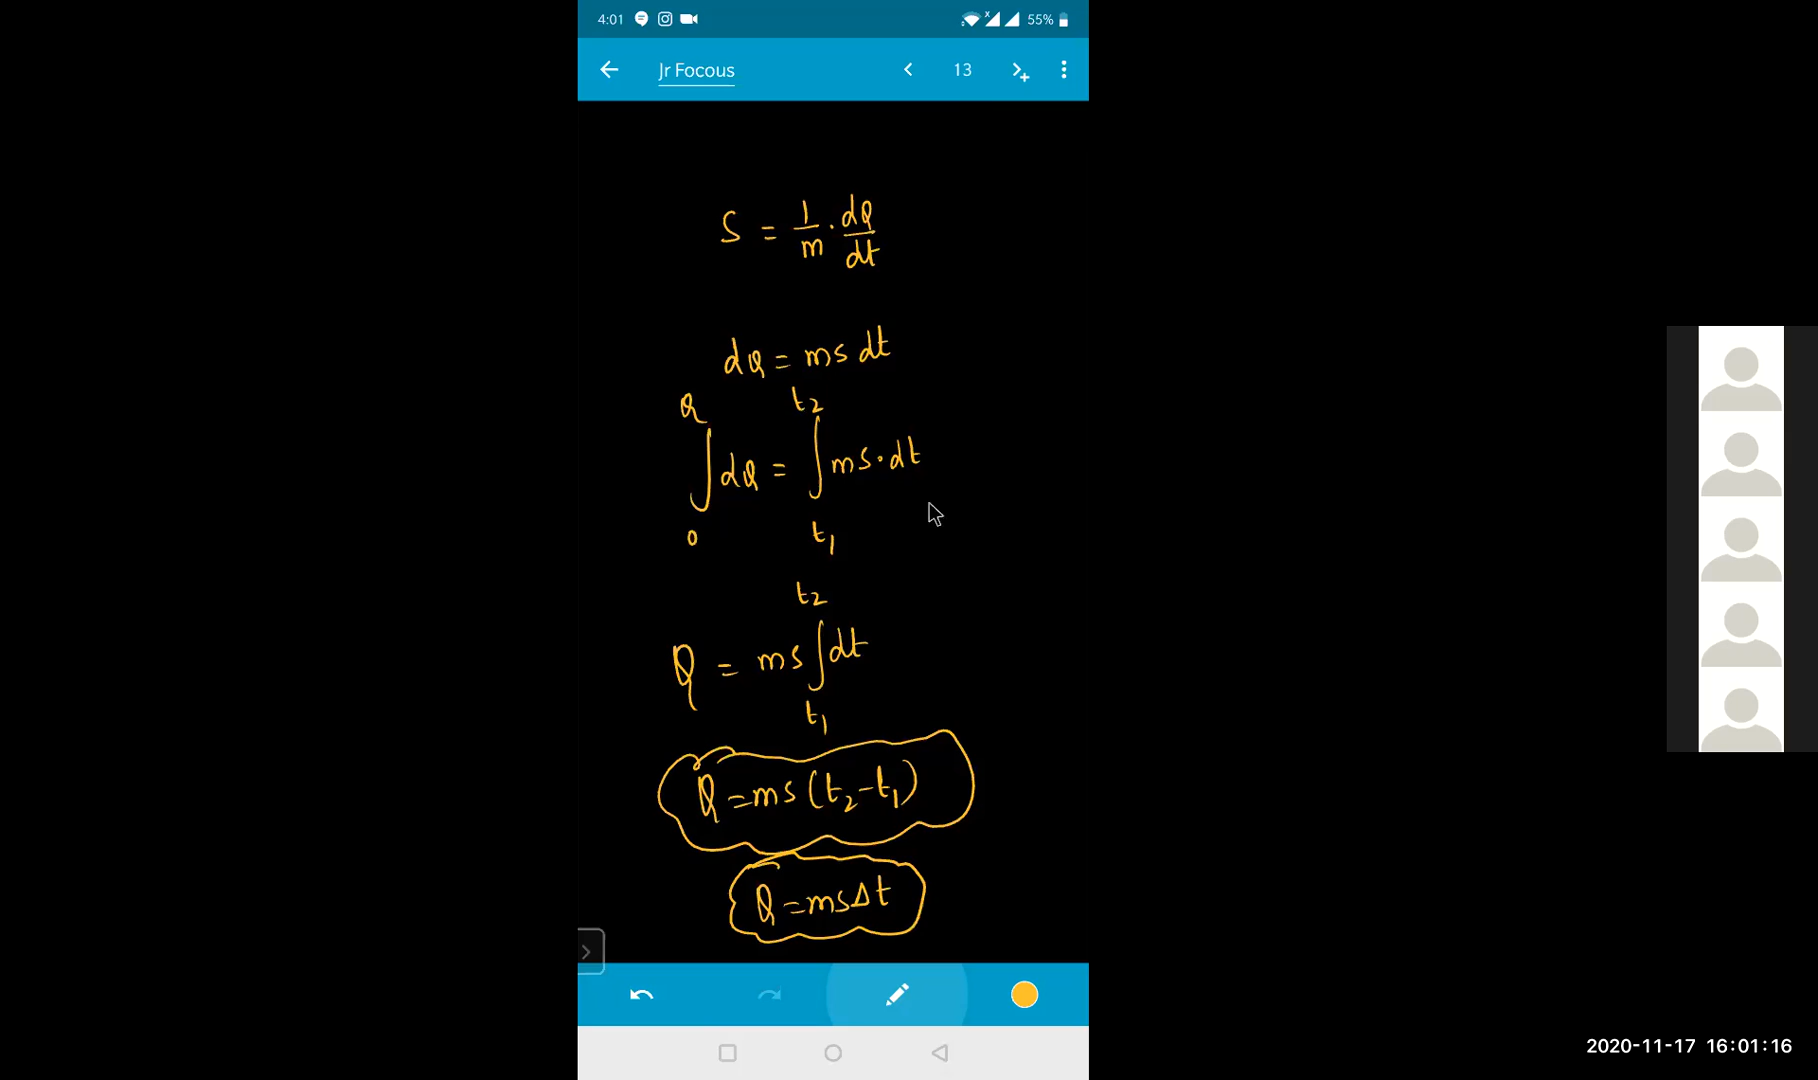 4:01 55%
Jr Focous 13
S = 1/m · dQ/dt
dQ = ms dt
∫₀^Q dQ = ∫_{t₁}^{t₂} ms · dt
Q = ms ∫_{t₁}^{t₂} dt
Q = ms (t₂ - t₁)
Q = msΔt
2020-11-17 16:01:16